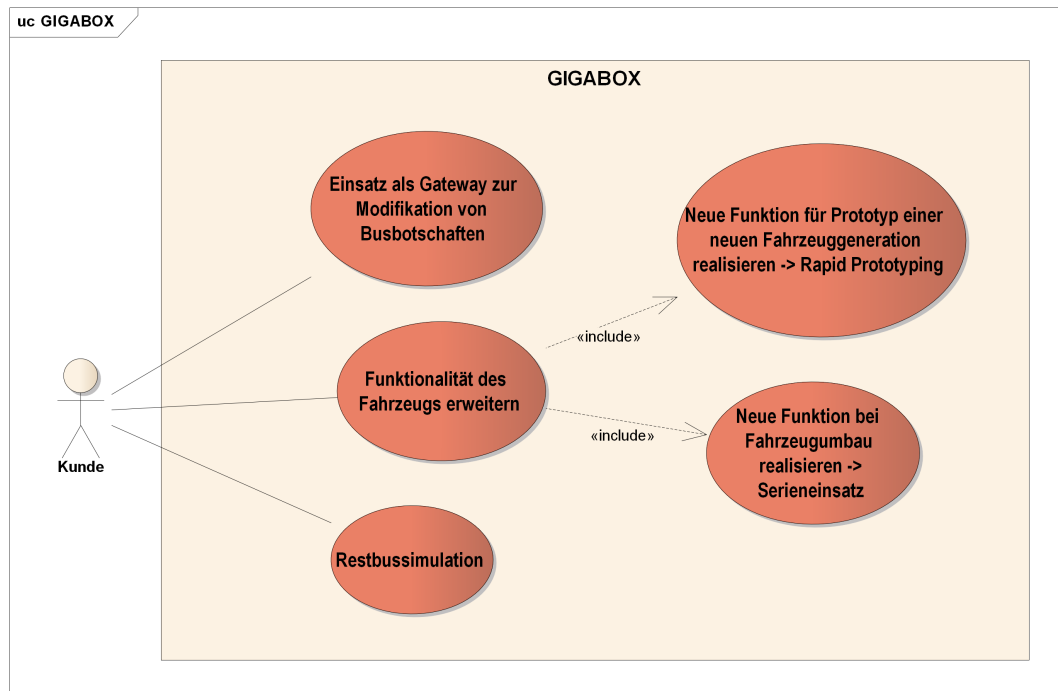 uc GIGABOX
GIGABOX
Einsatz als Gateway zur
Modifikation von
Busbotschaften
Neue Funktion für Prototyp einer
neuen Fahrzeuggeneration
realisieren -> Rapid Prototyping
«include»
Funktionalität des
Fahrzeugs erweitern
«include»
Neue Funktion bei
Fahrzeugumbau
realisieren ->
Serieneinsatz
Kunde
Restbussimulation